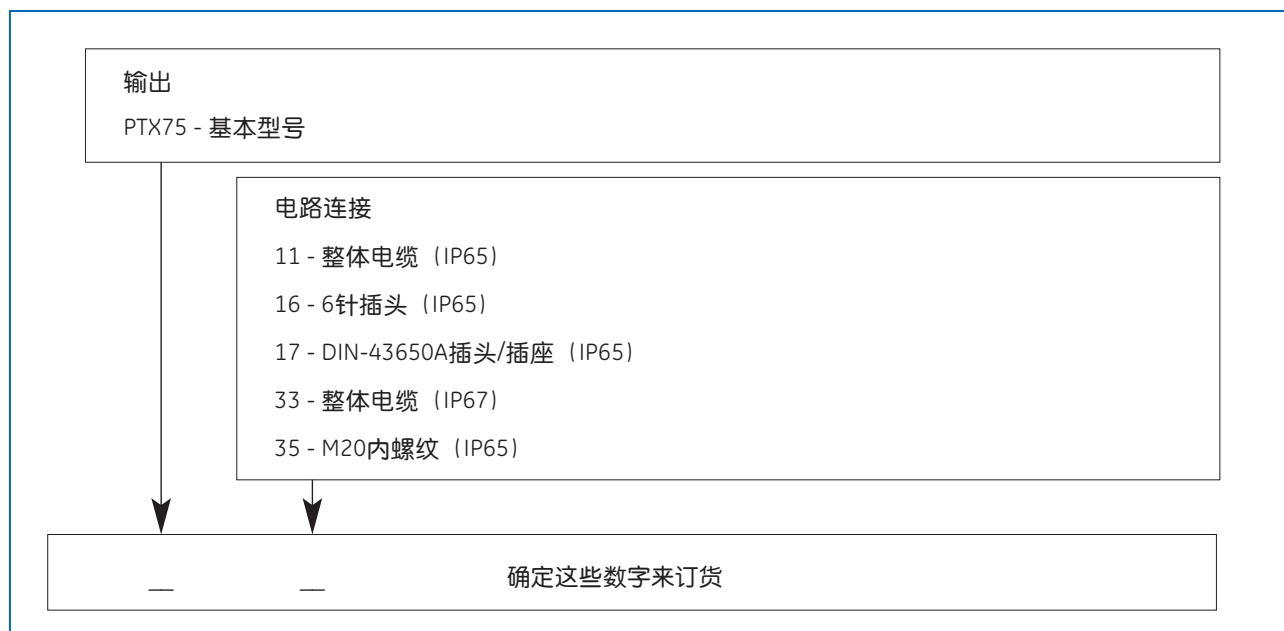 输出
PTX75 - 基本型号
电路连接
11 - 整体电缆（IP65）
16 - 6针插头（IP65）
17 - DIN-43650A插头/插座（IP65）
33 - 整体电缆（IP67）
35 - M20内螺纹（IP65）
__ __ 确定这些数字来订货